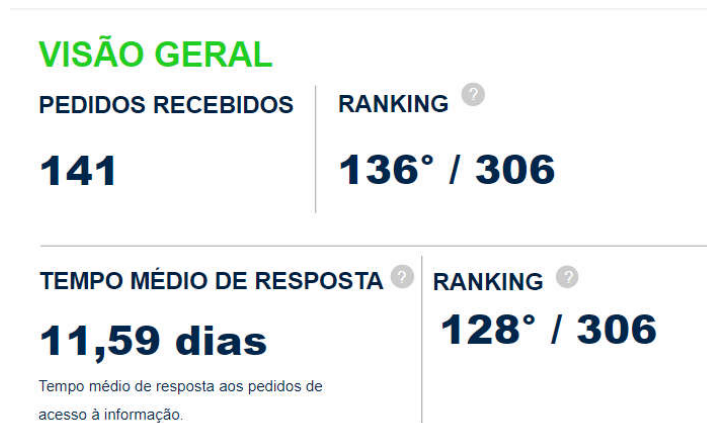 VISÃO GERAL
PEDIDOS RECEBIDOS
141
RANKING ?
136° / 306
TEMPO MÉDIO DE RESPOSTA ?
11,59 dias
Tempo médio de resposta aos pedidos de
acesso à informação.
RANKING ?
128° / 306